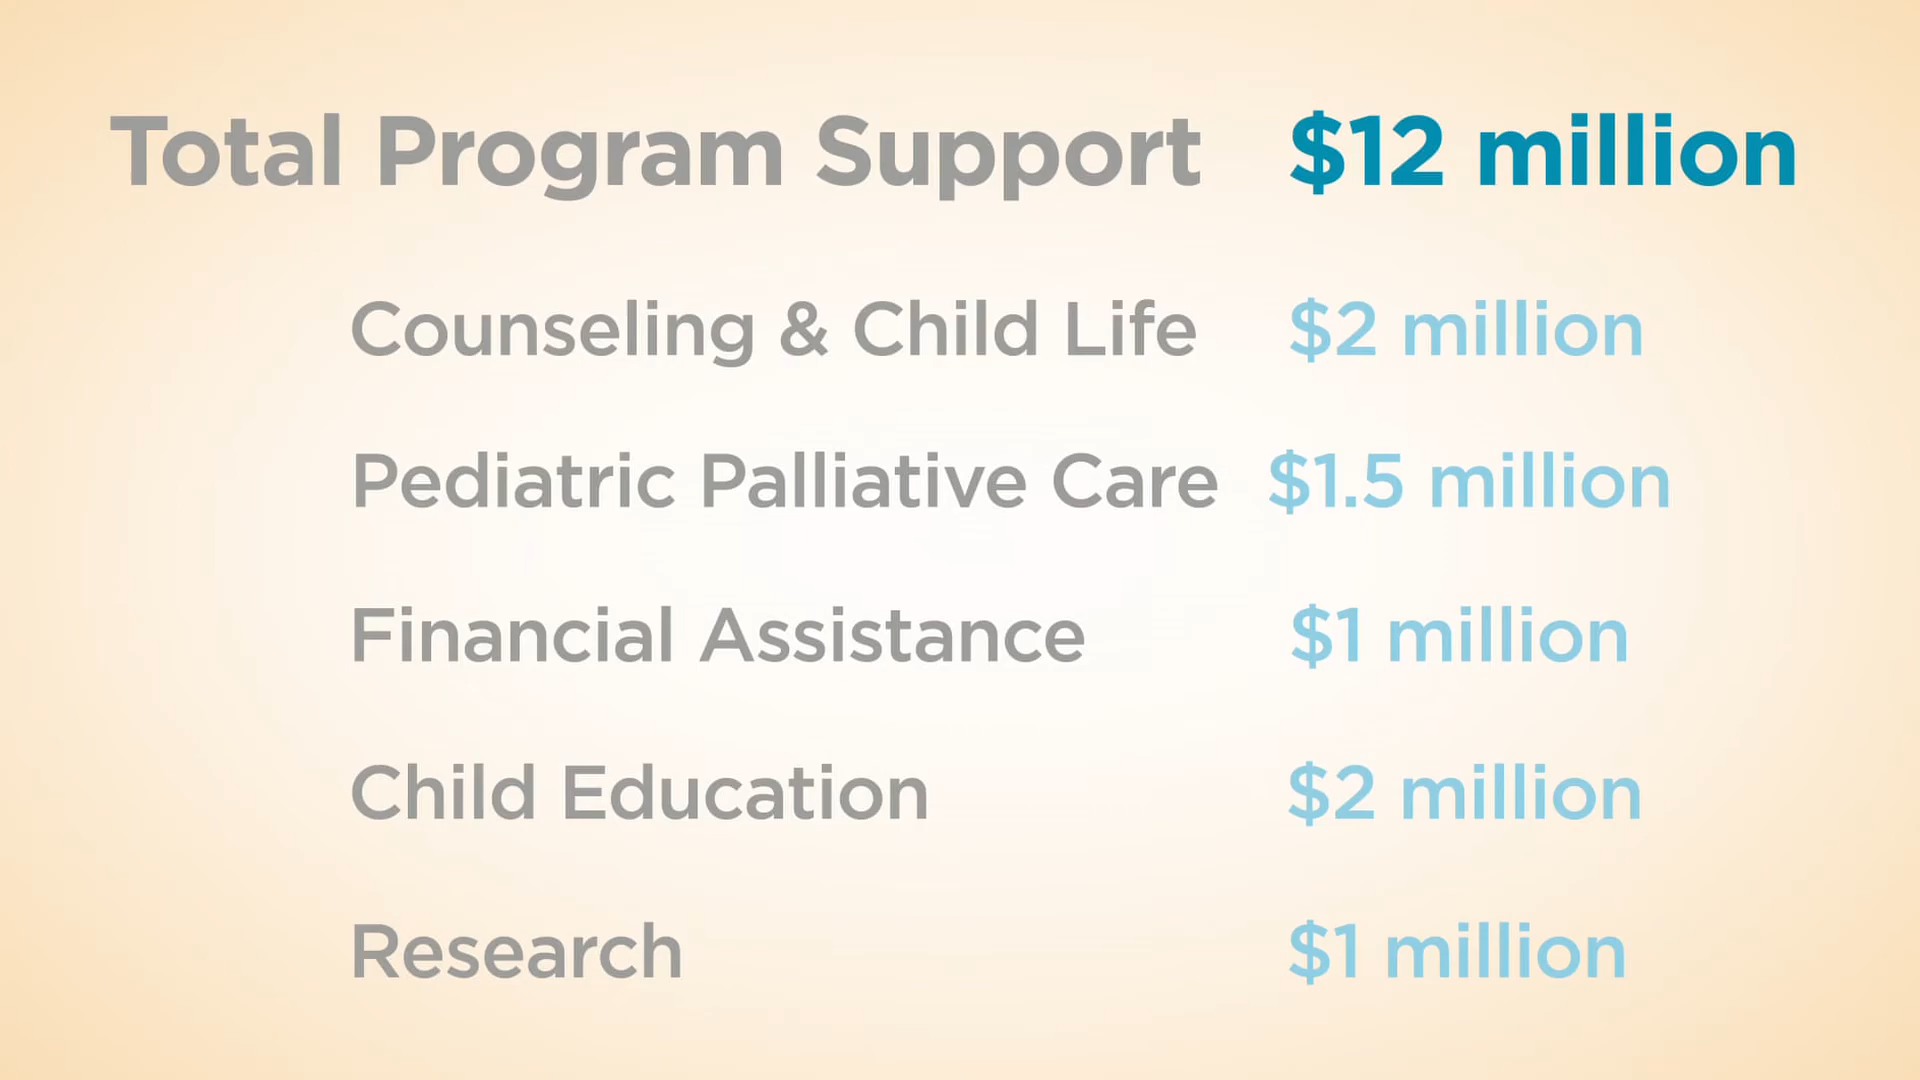 Total Program Support $12 million
Counseling & Child Life $2 million
Pediatric Palliative Care $1.5 million
Financial Assistance $1 million
Child Education $2 million
Research $1 million